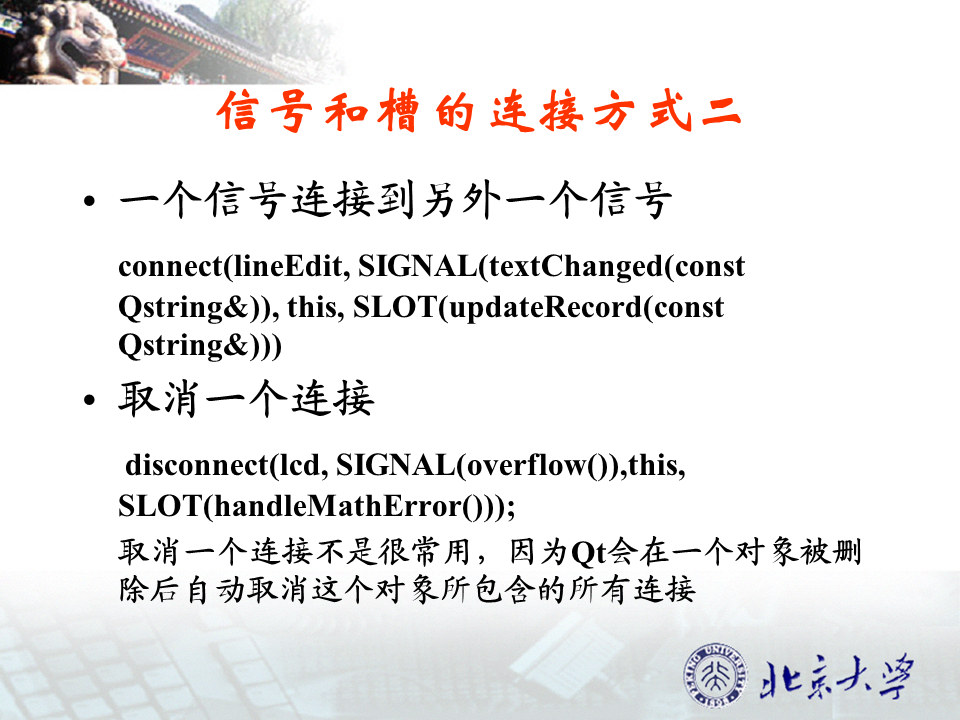 信号和槽的连接方式二
• 一个信号连接到另外一个信号
connect(lineEdit, SIGNAL(textChanged(const
Qstring&)), this, SLOT(updateRecord(const
Qstring&)))
• 取消一个连接
disconnect(lcd, SIGNAL(overflow()),this,
SLOT(handleMathError()));
取消一个连接不是很常用，因为Qt会在一个对象被删
除后自动取消这个对象所包含的所有连接
PEKING UNIVERSITY
1898
北京大学